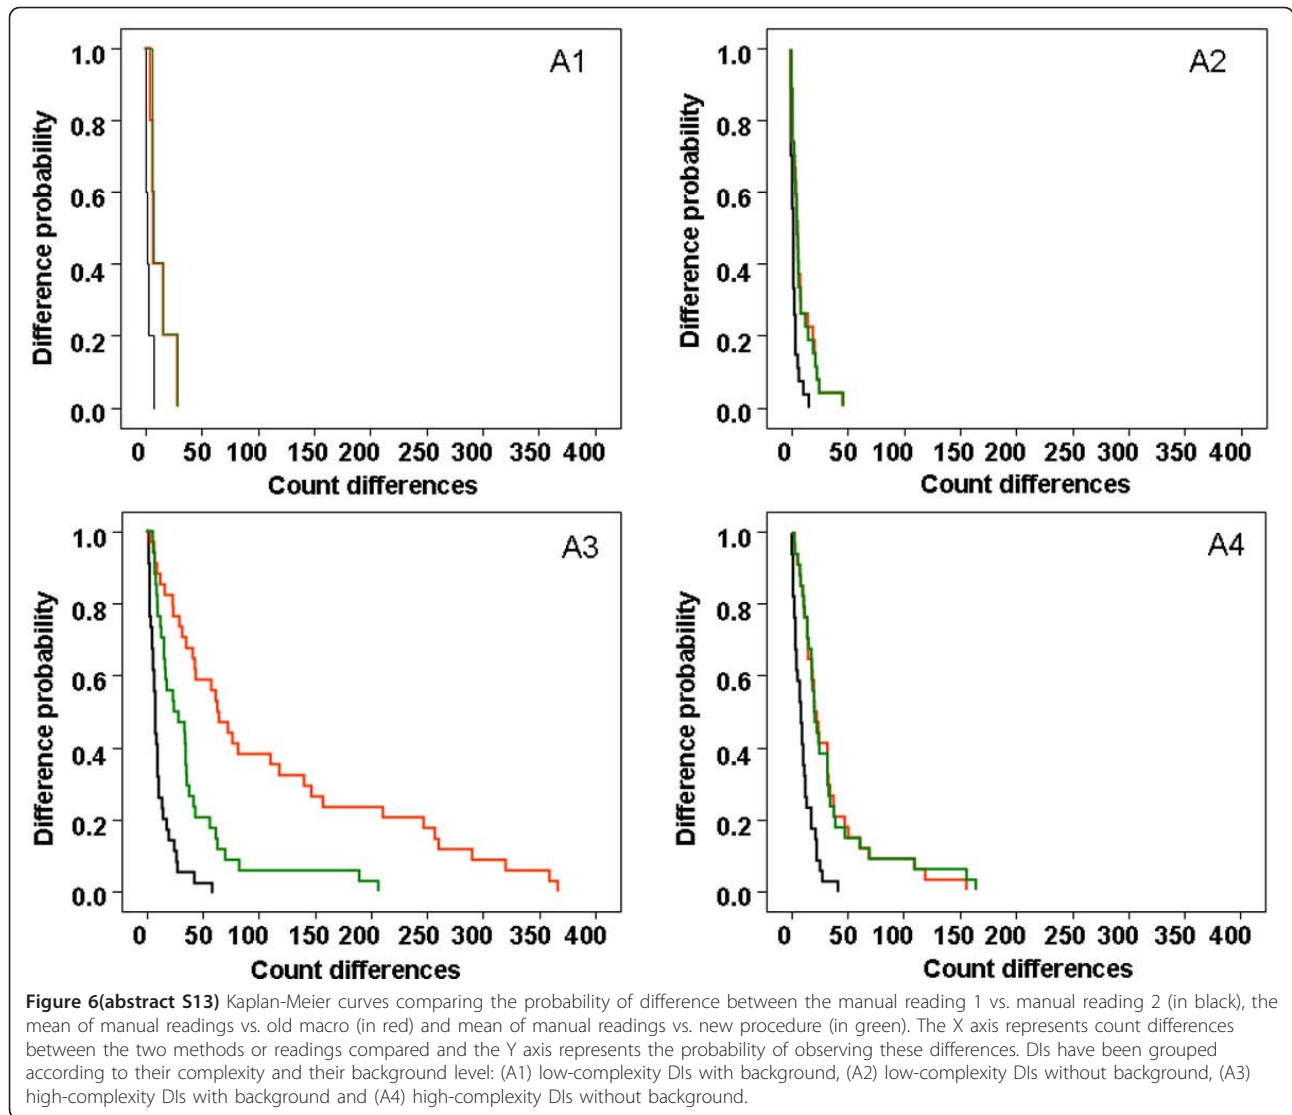 A1
1.0
0.8
0.6
0.4
0.2
0.0
Difference probability
0 50 100 150 200 250 300 350 400
Count differences
A2
1.0
0.8
0.6
0.4
0.2
0.0
Difference probability
0 50 100 150 200 250 300 350 400
Count differences
A3
1.0
0.8
0.6
0.4
0.2
0.0
Difference probability
0 50 100 150 200 250 300 350 400
Count differences
A4
1.0
0.8
0.6
0.4
0.2
0.0
Difference probability
0 50 100 150 200 250 300 350 400
Count differences
Figure 6(abstract S13) Kaplan-Meier curves comparing the probability of difference between the manual reading 1 vs. manual reading 2 (in black), the
mean of manual readings vs. old macro (in red) and mean of manual readings vs. new procedure (in green). The X axis represents count differences
between the two methods or readings compared and the Y axis represents the probability of observing these differences. DIs have been grouped
according to their complexity and their background level: (A1) low-complexity DIs with background, (A2) low-complexity DIs without background, (A3)
high-complexity DIs with background and (A4) high-complexity DIs without background.